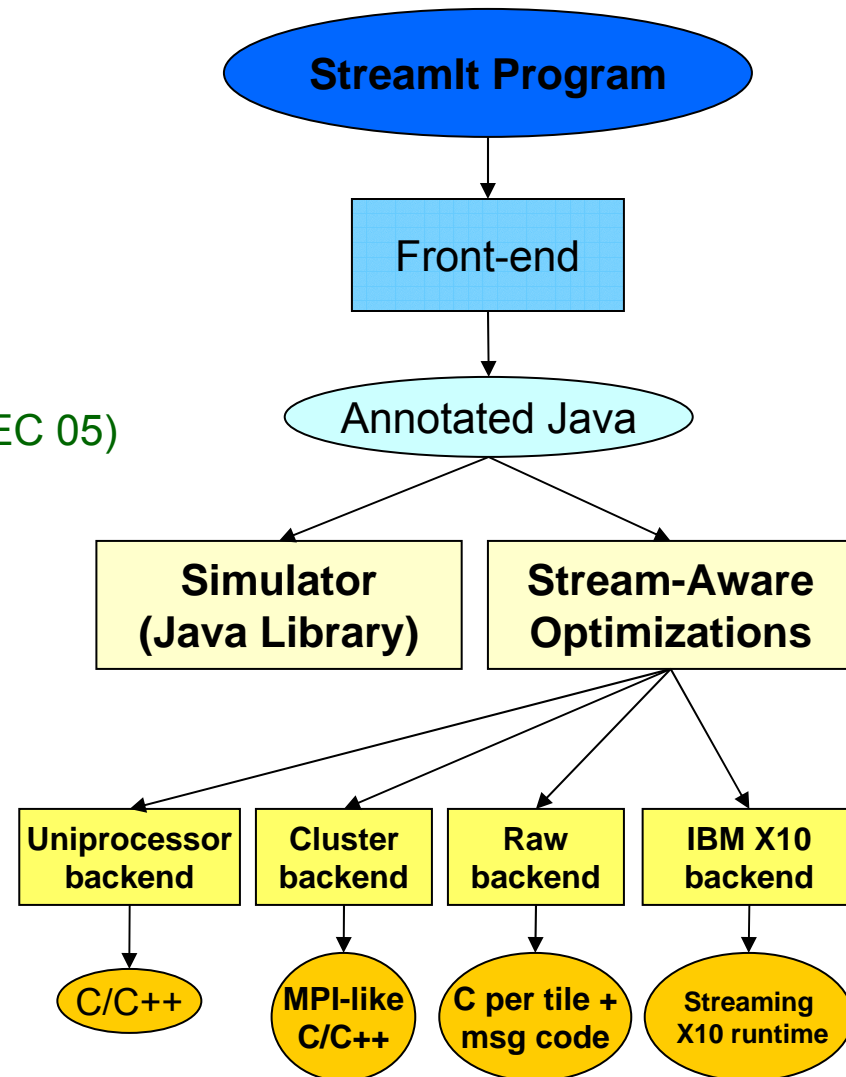 StreamIt Program
Front-end
Annotated Java
EC 05)
Simulator
(Java Library)
Stream-Aware
Optimizations
Uniprocessor
backend
Cluster
backend
Raw
backend
IBM X10
backend
C/C++
MPI-like
C/C++
C per tile +
msg code
Streaming
X10 runtime